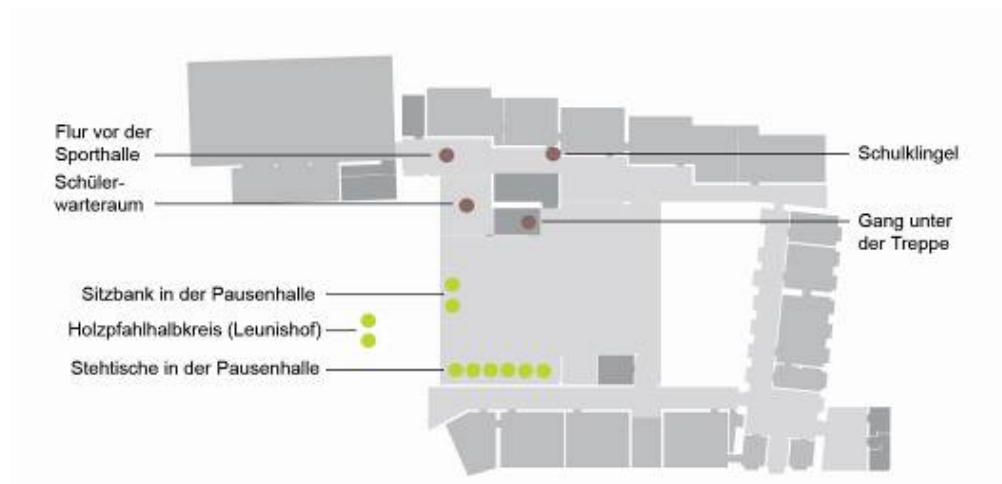 Flur vor der
Sporthalle
Schüler-
warteraum
Sitzbank in der Pausenhalle
Holzpfahlhalbkreis (Leunishof)
Stehtische in der Pausenhalle
Schulklingel
Gang unter
der Treppe